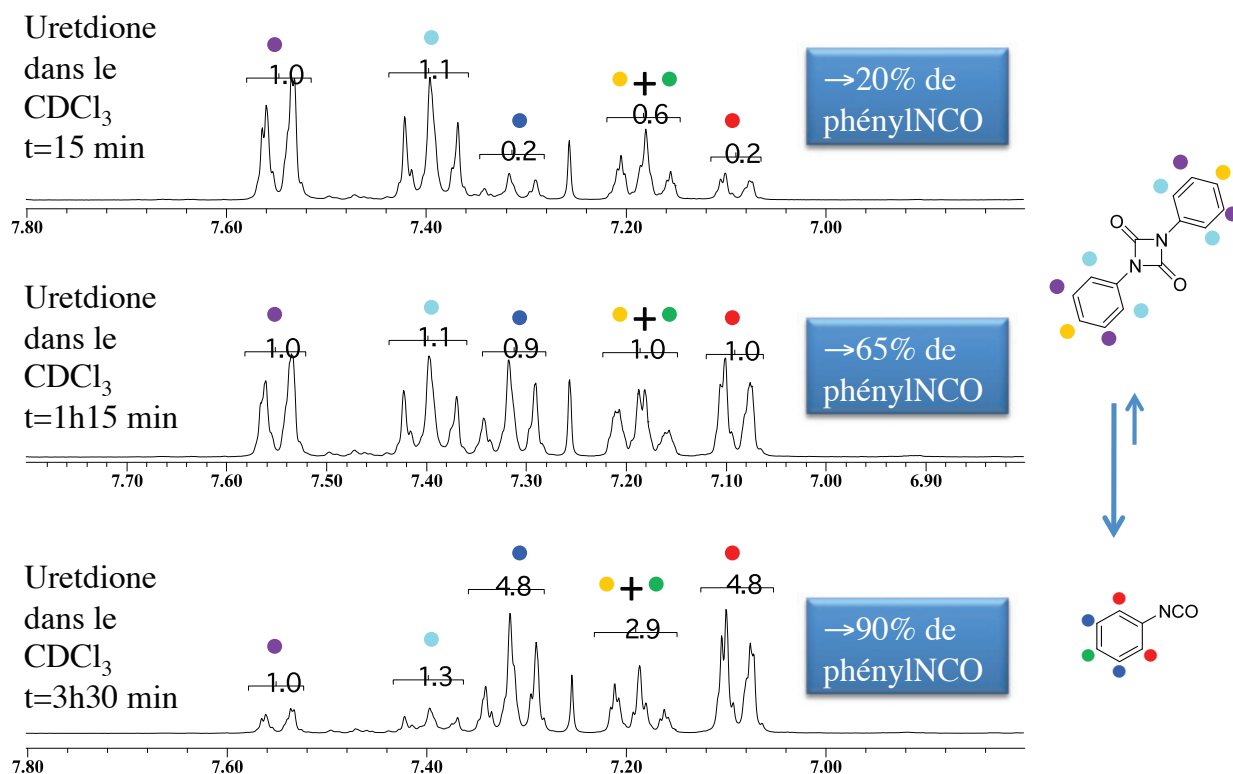 Uretdione
dans le
CDCl3
t=15 min
1.0
1.1
0.2
+
0.6
0.2
→20% de
phénylNCO
7.80
7.60
7.40
7.20
7.00
Uretdione
dans le
CDCl3
t=1h15 min
1.0
1.1
0.9
+
1.0
1.0
→65% de
phénylNCO
7.70
7.60
7.50
7.40
7.30
7.20
7.10
7.00
6.90
Uretdione
dans le
CDCl3
t=3h30 min
1.0
1.3
4.8
+
2.9
4.8
→90% de
phénylNCO
7.80
7.60
7.40
7.20
7.00
O
N
N
O
NCO